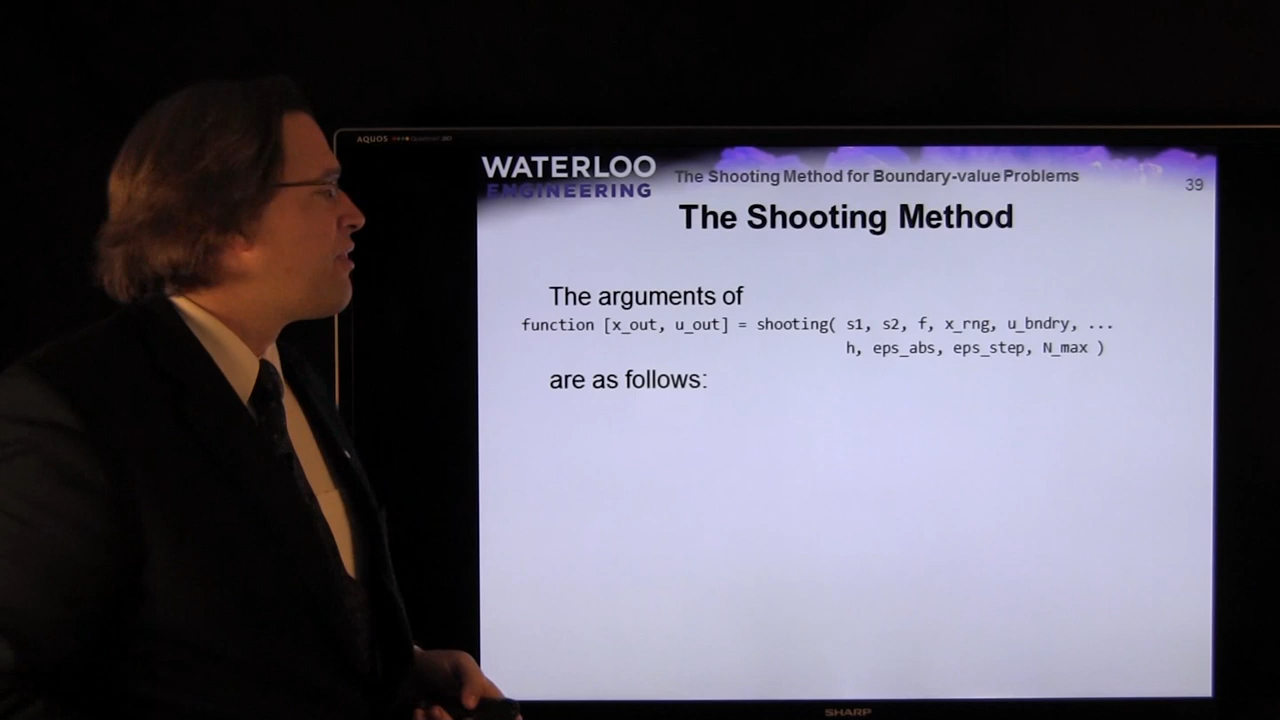 AQUOS
WATERLOO
ENGINEERING
The Shooting Method for Boundary-value Problems
39
The Shooting Method
The arguments of
function [x_out, u_out] = shooting( s1, s2, f, x_rng, u_bndry, ...
h, eps_abs, eps_step, N_max )
are as follows:
SHARP